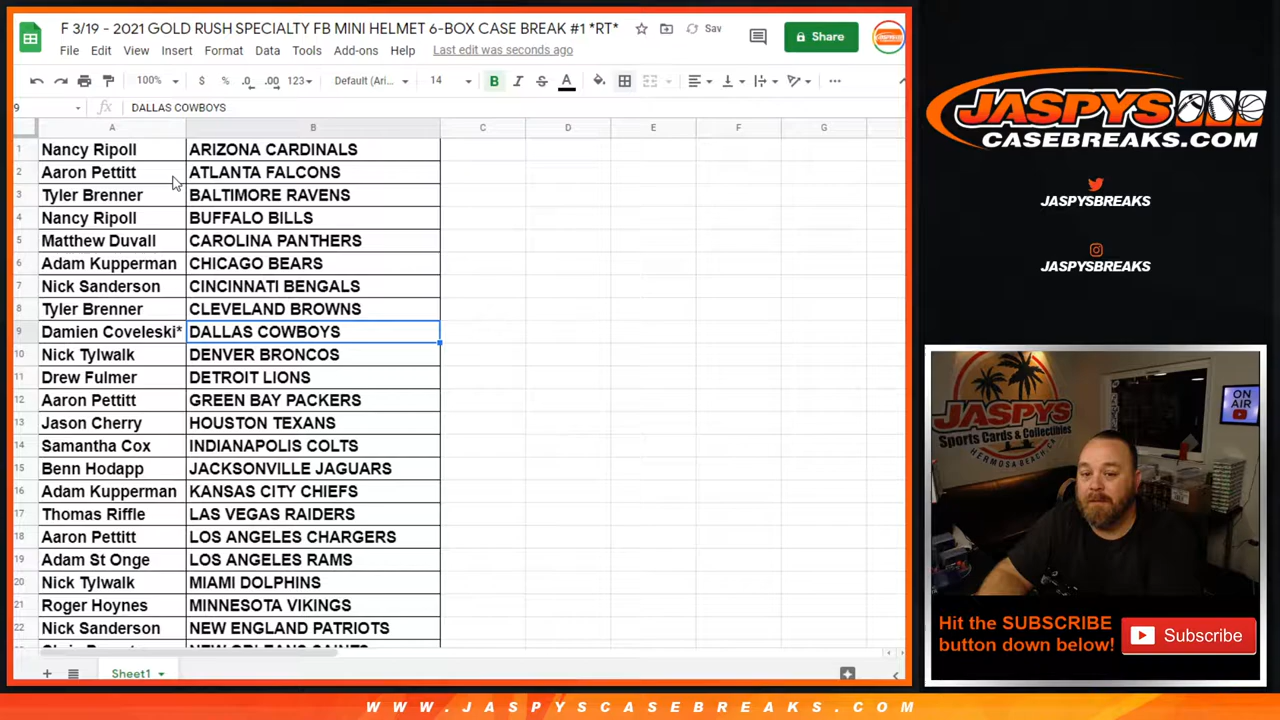 F 3/19 - 2021 GOLD RUSH SPECIALTY FB MINI HELMET 6-BOX CASE BREAK #1 *RT*
Sav
Share
File Edit View Insert Format Data Tools Add-ons Help Last edit was seconds ago
100% $ % .0 .00 123 Default (Ari... 14 B I S A
9 fx DALLAS COWBOYS
A B C D E F G
1 Nancy Ripoll ARIZONA CARDINALS
2 Aaron Pettitt ATLANTA FALCONS
3 Tyler Brenner BALTIMORE RAVENS
4 Nancy Ripoll BUFFALO BILLS
5 Matthew Duvall CAROLINA PANTHERS
6 Adam Kupperman CHICAGO BEARS
7 Nick Sanderson CINCINNATI BENGALS
8 Tyler Brenner CLEVELAND BROWNS
9 Damien Coveleski* DALLAS COWBOYS
10 Nick Tylwalk DENVER BRONCOS
11 Drew Fulmer DETROIT LIONS
12 Aaron Pettitt GREEN BAY PACKERS
13 Jason Cherry HOUSTON TEXANS
14 Samantha Cox INDIANAPOLIS COLTS
15 Benn Hodapp JACKSONVILLE JAGUARS
16 Adam Kupperman KANSAS CITY CHIEFS
17 Thomas Riffle LAS VEGAS RAIDERS
18 Aaron Pettitt LOS ANGELES CHARGERS
19 Adam St Onge LOS ANGELES RAMS
20 Nick Tylwalk MIAMI DOLPHINS
21 Roger Hoynes MINNESOTA VIKINGS
22 Nick Sanderson NEW ENGLAND PATRIOTS
Sheet1
JASPYS
CASEBREAKS.COM
JASPYSBREAKS
JASPYSBREAKS
JASPYS
Sports Cards & Collectibles
HERMOSA BEACH, CA
ON
AIR
Hit the SUBSCRIBE
button down below!
Subscribe
WWW.JASPYSCASEBREAKS.COM